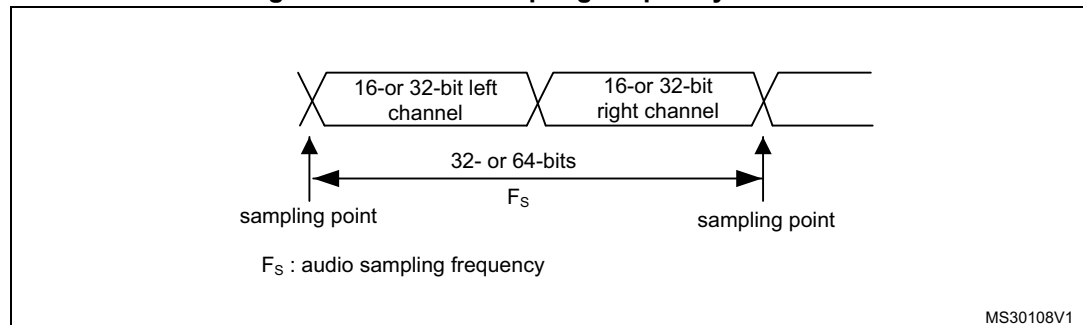 16-or 32-bit left
channel
16-or 32-bit
right channel
32- or 64-bits
FS
sampling point
sampling point
FS : audio sampling frequency
MS30108V1